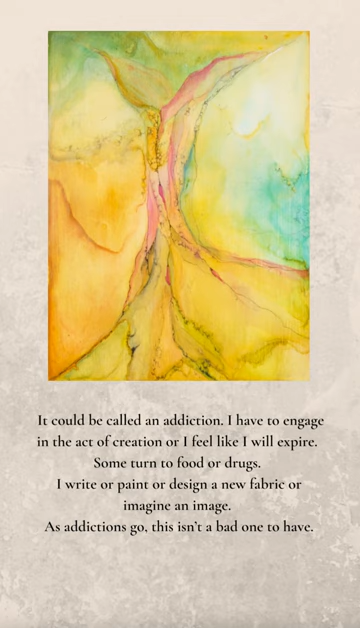 It could be called an addiction. I have to engage
in the act of creation or I feel like I will expire.
Some turn to food or drugs.
I write or paint or design a new fabric or
imagine an image.
As addictions go, this isn't a bad one to have.